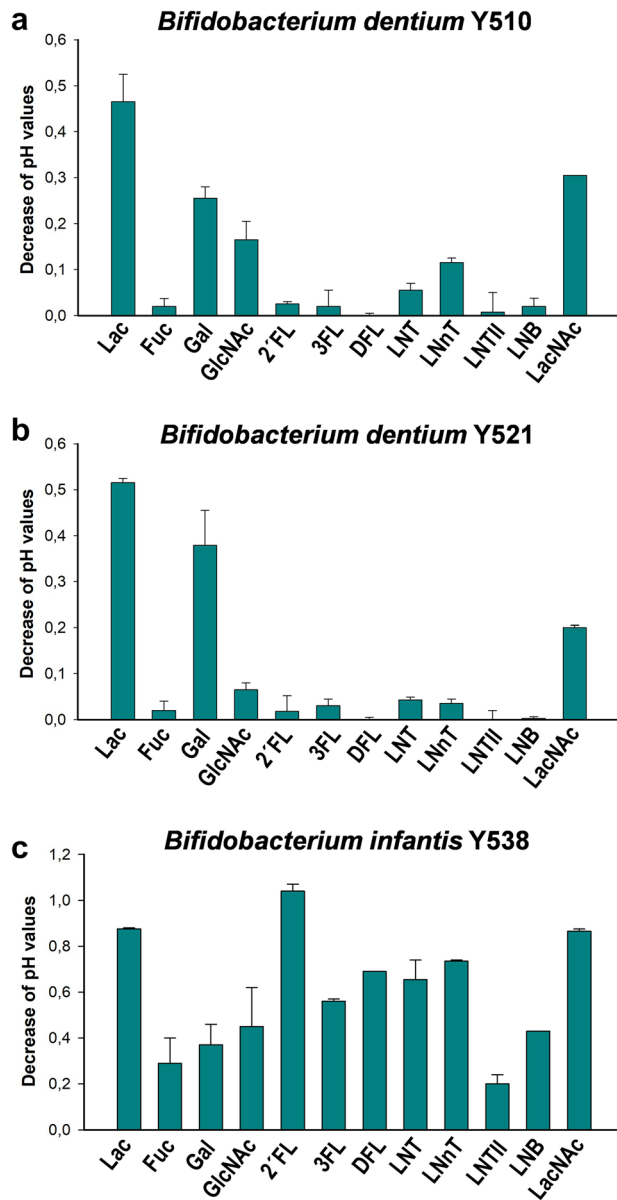 a
Bifidobacterium dentium Y510
Decrease of pH values
0,6
0,5
0,4
0,3
0,2
0,1
0,0
Lac
Fuc
Gal
GlcNAc
2´FL
3FL
DFL
LNT
LNnT
LNTII
LNB
LacNAc
b
Bifidobacterium dentium Y521
Decrease of pH values
0,6
0,5
0,4
0,3
0,2
0,1
0,0
Lac
Fuc
Gal
GlcNAc
2´FL
3FL
DFL
LNT
LNnT
LNTII
LNB
LacNAc
c
Bifidobacterium infantis Y538
Decrease of pH values
1,2
1,0
0,8
0,6
0,4
0,2
0,0
Lac
Fuc
Gal
GlcNAc
2´FL
3FL
DFL
LNT
LNnT
LNTII
LNB
LacNAc